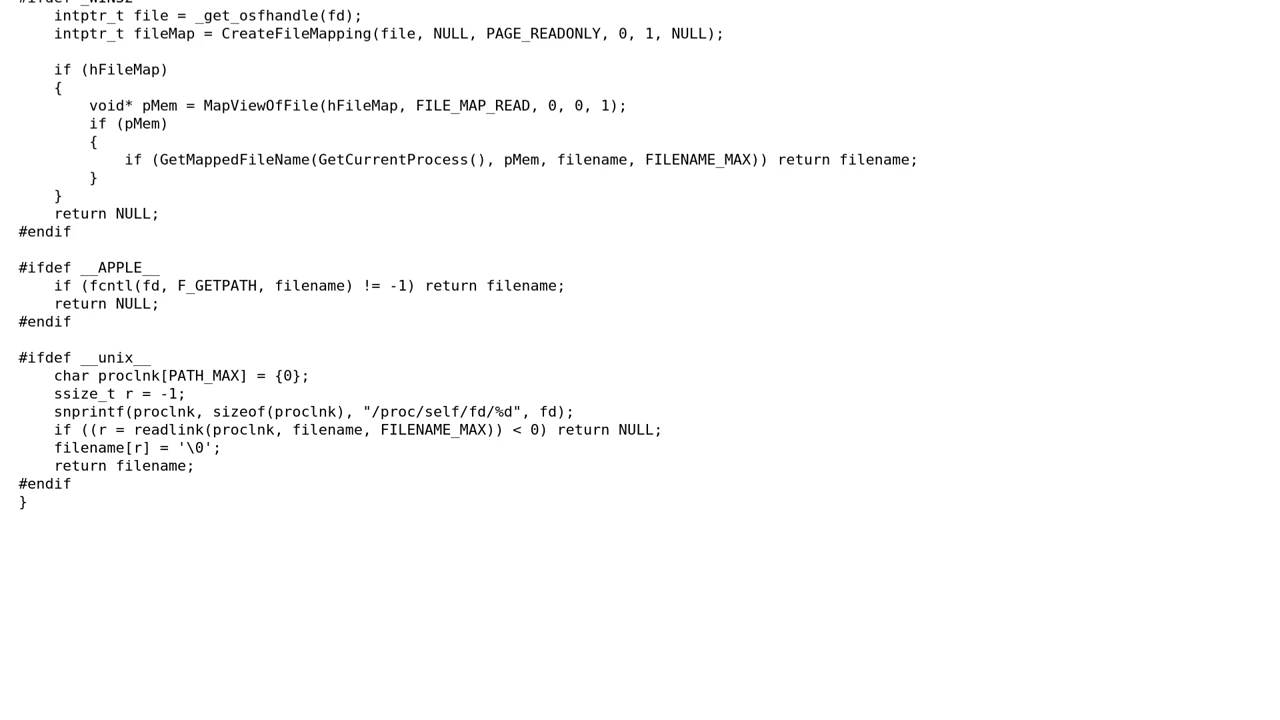 #ifdef _WIN32
    intptr_t file = _get_osfhandle(fd);
    intptr_t fileMap = CreateFileMapping(file, NULL, PAGE_READONLY, 0, 1, NULL);

    if (hFileMap)
    {
        void* pMem = MapViewOfFile(hFileMap, FILE_MAP_READ, 0, 0, 1);
        if (pMem)
        {
            if (GetMappedFileName(GetCurrentProcess(), pMem, filename, FILENAME_MAX)) return filename;
        }
    }
    return NULL;
#endif

#ifdef __APPLE__
    if (fcntl(fd, F_GETPATH, filename) != -1) return filename;
    return NULL;
#endif

#ifdef __unix__
    char proclnk[PATH_MAX] = {0};
    ssize_t r = -1;
    snprintf(proclnk, sizeof(proclnk), "/proc/self/fd/%d", fd);
    if ((r = readlink(proclnk, filename, FILENAME_MAX)) < 0) return NULL;
    filename[r] = '\0';
    return filename;
#endif
}